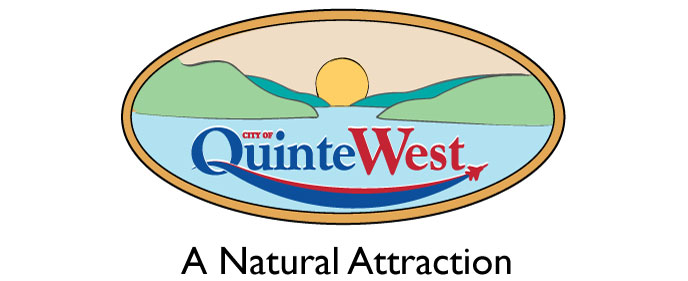 CITY OF
QuinteWest
A Natural Attraction